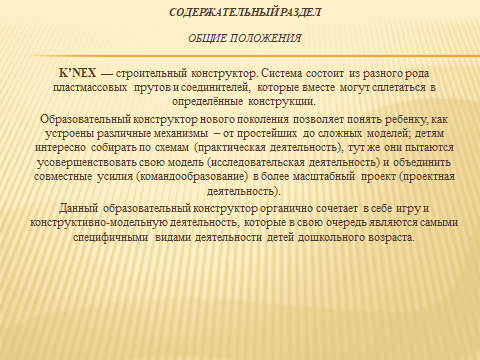 СОДЕРЖАТЕЛЬНЫЙ РАЗДЕЛ
ОБЩИЕ ПОЛОЖЕНИЯ
K’NEX — строительный конструктор. Система состоит из разного рода
пластмассовых прутов и соединителей, которые вместе могут сплетаться в
определённые конструкции.
Образовательный конструктор нового поколения позволяет понять ребенку, как
устроены различные механизмы – от простейших до сложных моделей; детям
интересно собирать по схемам (практическая деятельность), тут же они пытаются
усовершенствовать свою модель (исследовательская деятельность) и объединить
совместные усилия (командообразование) в более масштабный проект (проектная
деятельность).
Данный образовательный конструктор органично сочетает в себе игру и
конструктивно-модельную деятельность, которые в свою очередь являются самыми
специфичными видами деятельности детей дошкольного возраста.